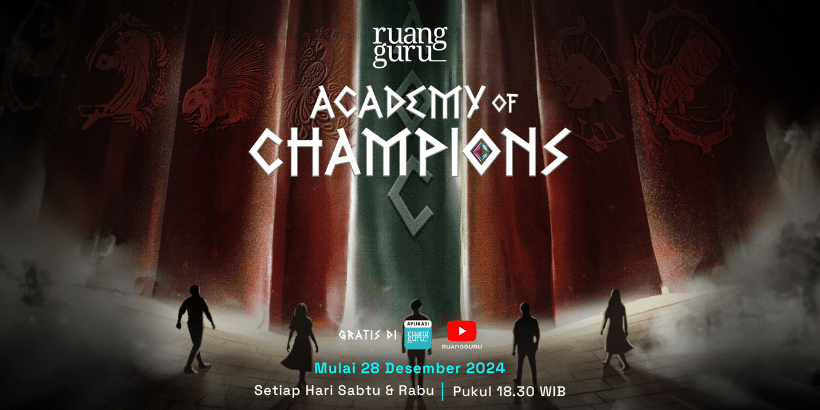 ruang
guru
ACADEMY OF
CHAMPIONS
AOC
GRATIS DI
APLIKASI
ruang
guru
RUANGGURU
Mulai 28 Desember 2024
Setiap Hari Sabtu & Rabu | Pukul 18.30 WIB